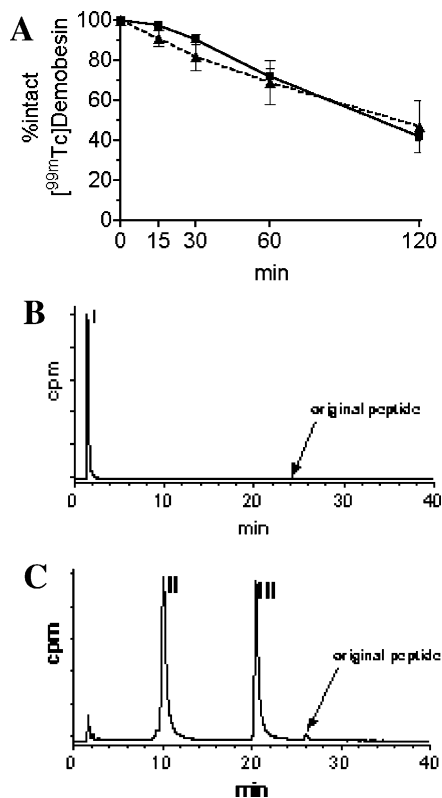 A
%intact
[99mTc]Demobesin
100
80
60
40
20
0
0 15 30 60 120
min
B
cpm
I
original peptide
0 10 20 30 40
min
C
cpm
II
III
original peptide
0 10 20 30 40
min